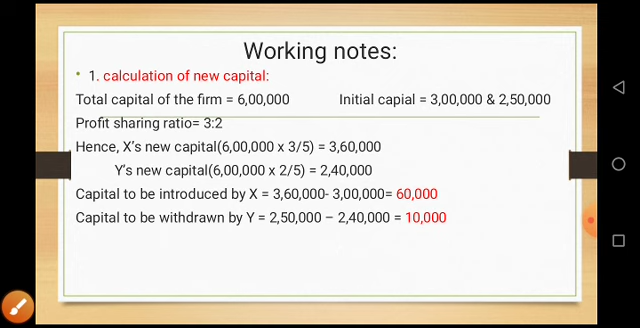 Working notes:
• 1. calculation of new capital:
Total capital of the firm = 6,00,000 Initial capial = 3,00,000 & 2,50,000
Profit sharing ratio= 3:2
Hence, X's new capital(6,00,000 x 3/5) = 3,60,000
Y's new capital(6,00,000 x 2/5) = 2,40,000
Capital to be introduced by X = 3,60,000- 3,00,000= 60,000
Capital to be withdrawn by Y = 2,50,000 – 2,40,000 = 10,000